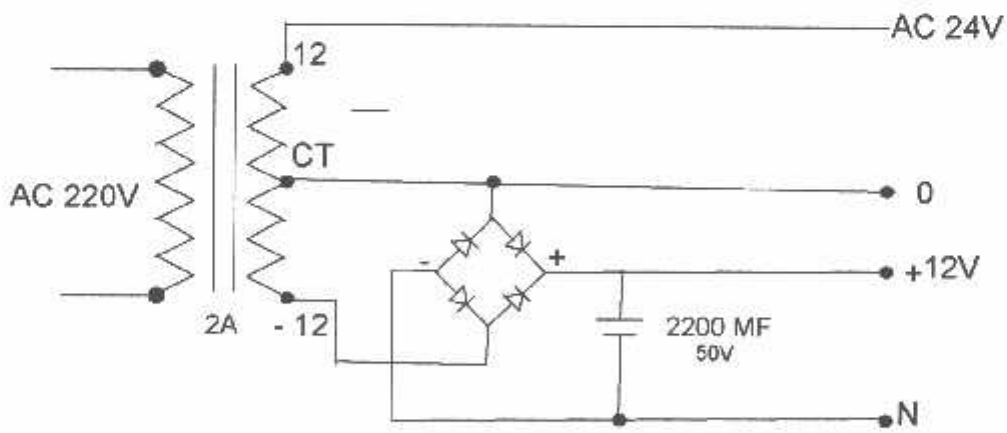 AC 24V
12
CT
AC 220V
0
- +
+12V
2A
- 12
2200 MF
50V
N